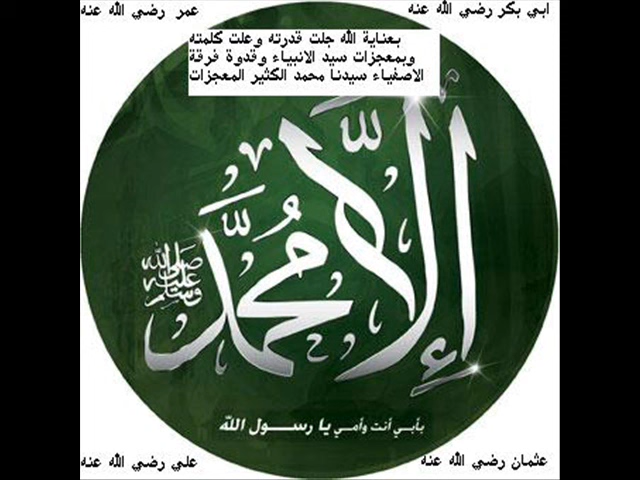 ابي بكر رضي الله عنه
عمر رضي الله عنه
بعناية الله جلت قدرته وعلت كلمته
وبمعجزات سيد الانبياء وقدوة فرقة
الاصفياء سيدنا محمد الكثير المعجزات
إلا محمد
صلى الله عليه وسلم
بأبي أنت وأمي يا رســول الله
عثمان رضي الله عنه
علي رضي الله عنه